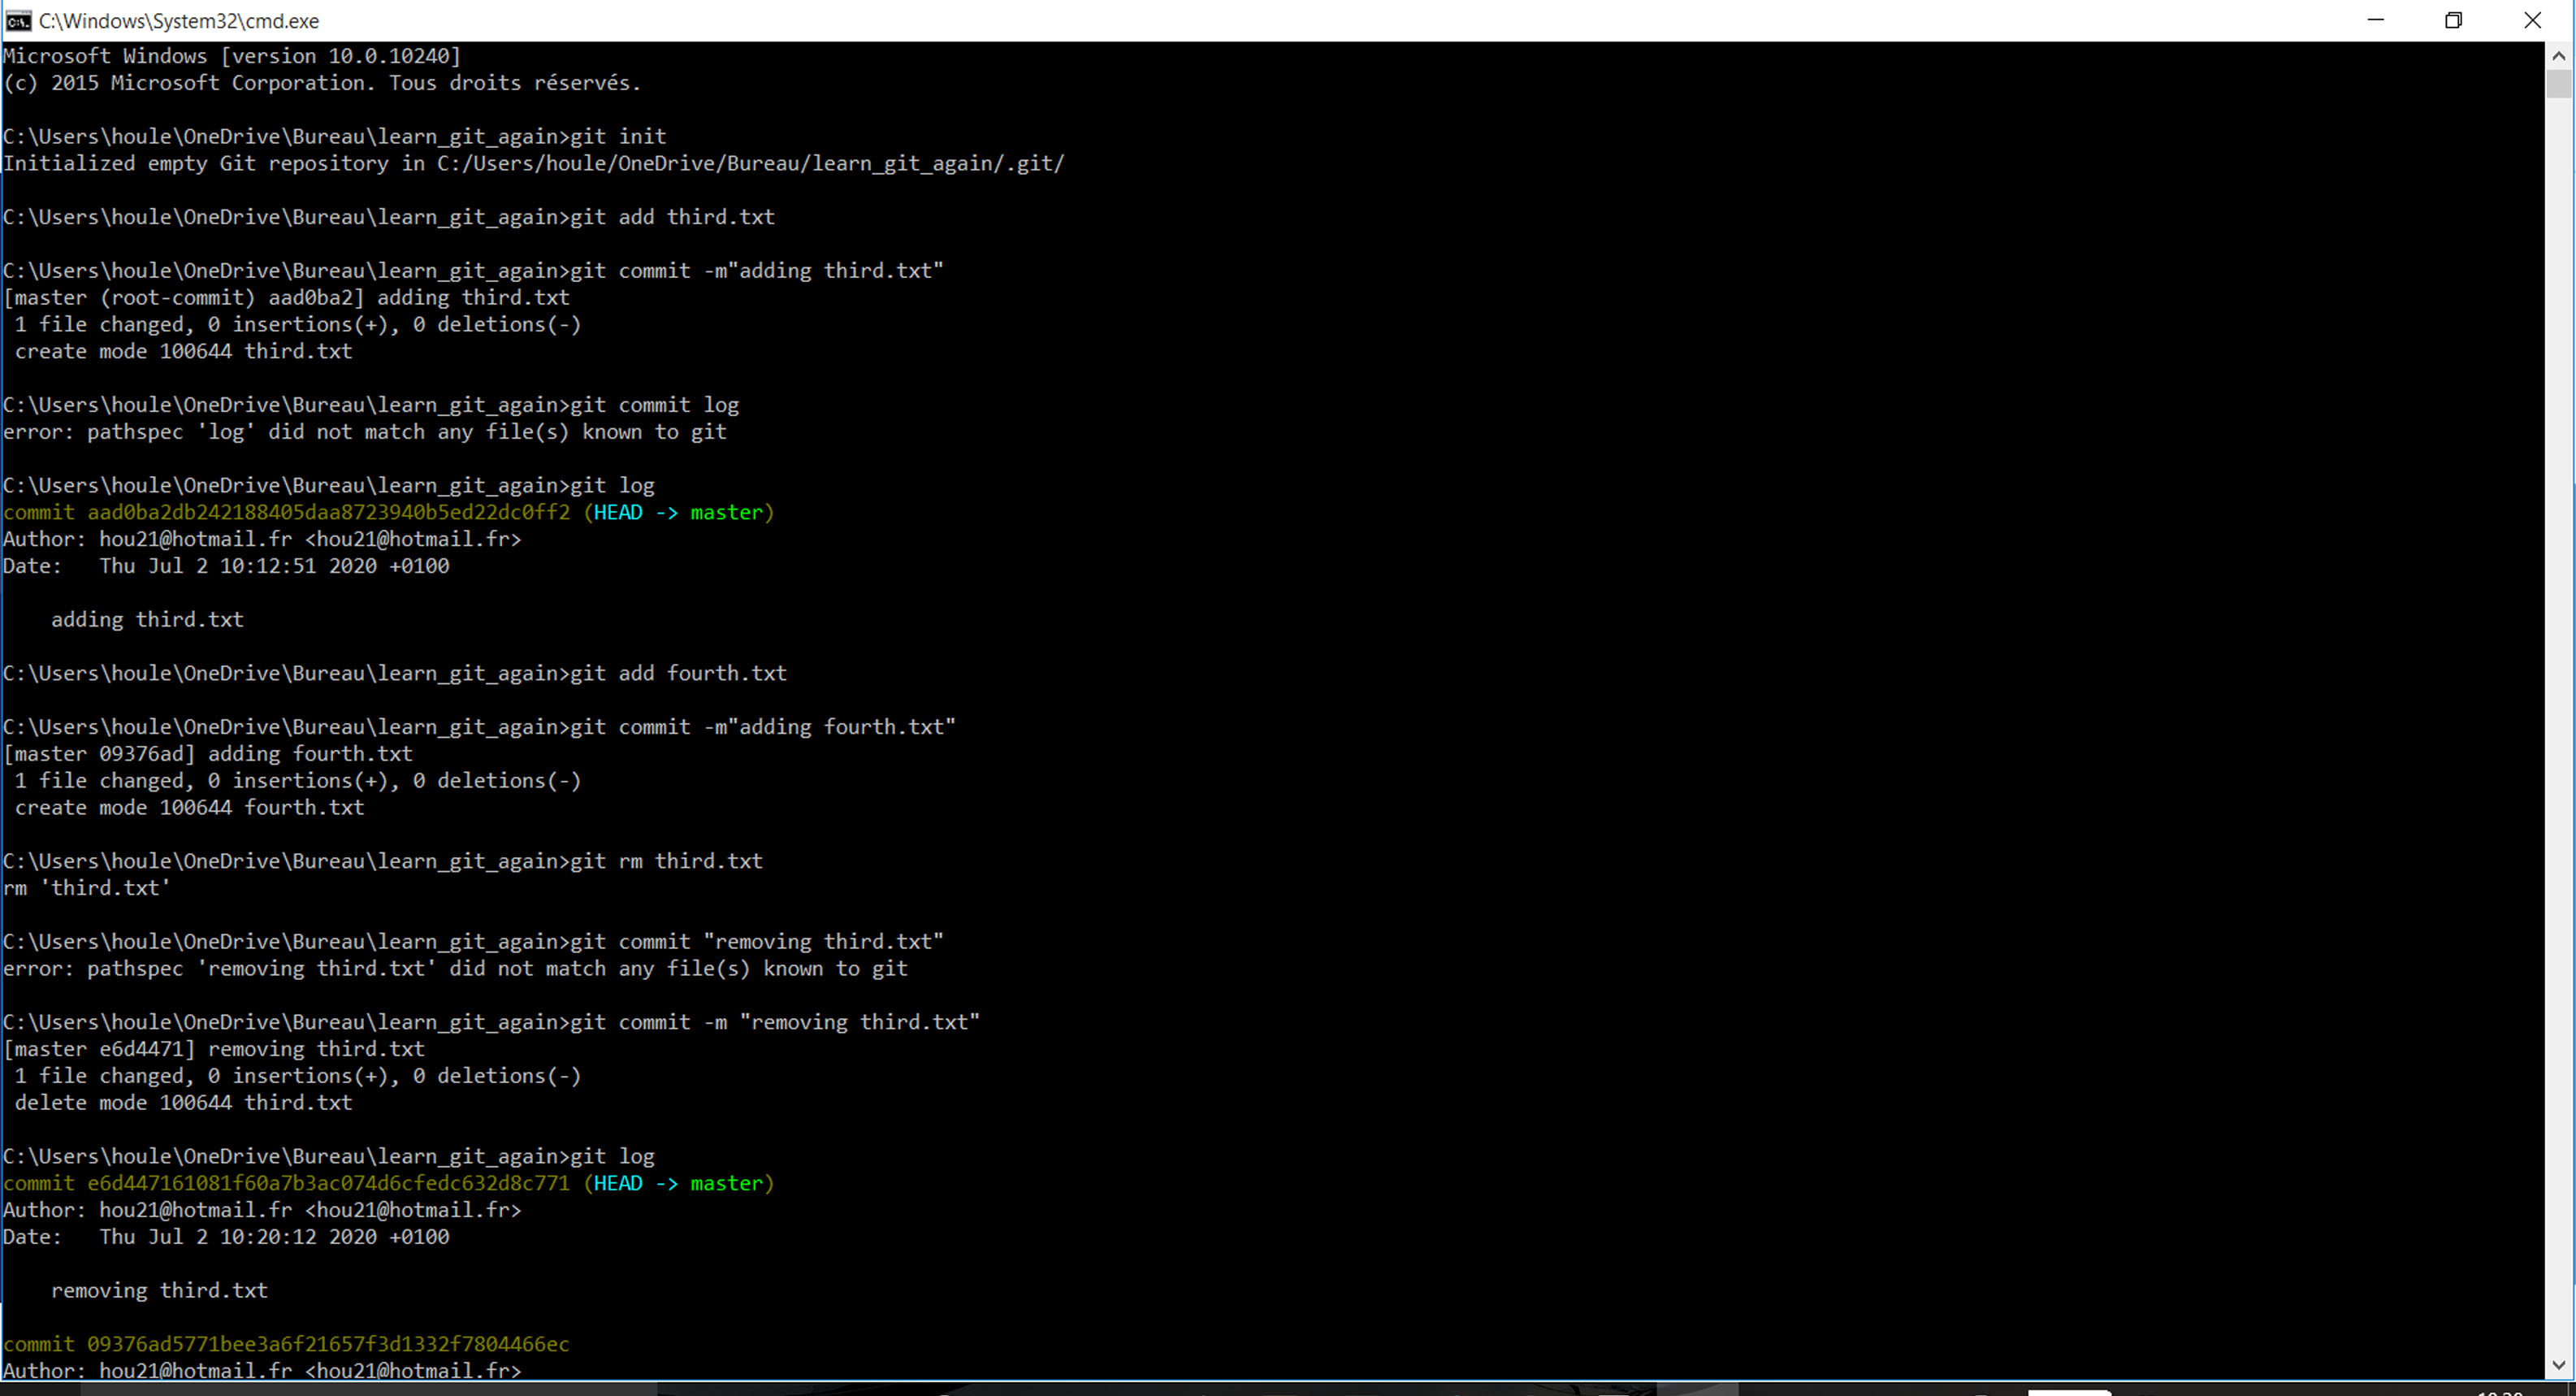 C:\Windows\System32\cmd.exe
Microsoft Windows [version 10.0.10240]
(c) 2015 Microsoft Corporation. Tous droits réservés.
C:\Users\houle\OneDrive\Bureau\learn_git_again>git init
Initialized empty Git repository in C:/Users/houle/OneDrive/Bureau/learn_git_again/.git/
C:\Users\houle\OneDrive\Bureau\learn_git_again>git add third.txt
C:\Users\houle\OneDrive\Bureau\learn_git_again>git commit -m"adding third.txt"
[master (root-commit) aad0ba2] adding third.txt
 1 file changed, 0 insertions(+), 0 deletions(-)
 create mode 100644 third.txt
C:\Users\houle\OneDrive\Bureau\learn_git_again>git commit log
error: pathspec 'log' did not match any file(s) known to git
C:\Users\houle\OneDrive\Bureau\learn_git_again>git log
commit aad0ba2db242188405daa8723940b5ed22dc0ff2 (HEAD -> master)
Author: hou21@hotmail.fr <hou21@hotmail.fr>
Date:   Thu Jul 2 10:12:51 2020 +0100
    adding third.txt
C:\Users\houle\OneDrive\Bureau\learn_git_again>git add fourth.txt
C:\Users\houle\OneDrive\Bureau\learn_git_again>git commit -m"adding fourth.txt"
[master 09376ad] adding fourth.txt
 1 file changed, 0 insertions(+), 0 deletions(-)
 create mode 100644 fourth.txt
C:\Users\houle\OneDrive\Bureau\learn_git_again>git rm third.txt
rm 'third.txt'
C:\Users\houle\OneDrive\Bureau\learn_git_again>git commit "removing third.txt"
error: pathspec 'removing third.txt' did not match any file(s) known to git
C:\Users\houle\OneDrive\Bureau\learn_git_again>git commit -m "removing third.txt"
[master e6d4471] removing third.txt
 1 file changed, 0 insertions(+), 0 deletions(-)
 delete mode 100644 third.txt
C:\Users\houle\OneDrive\Bureau\learn_git_again>git log
commit e6d447161081f60a7b3ac074d6cfedc632d8c771 (HEAD -> master)
Author: hou21@hotmail.fr <hou21@hotmail.fr>
Date:   Thu Jul 2 10:20:12 2020 +0100
    removing third.txt
commit 09376ad5771bee3a6f21657f3d1332f7804466ec
Author: hou21@hotmail.fr <hou21@hotmail.fr>